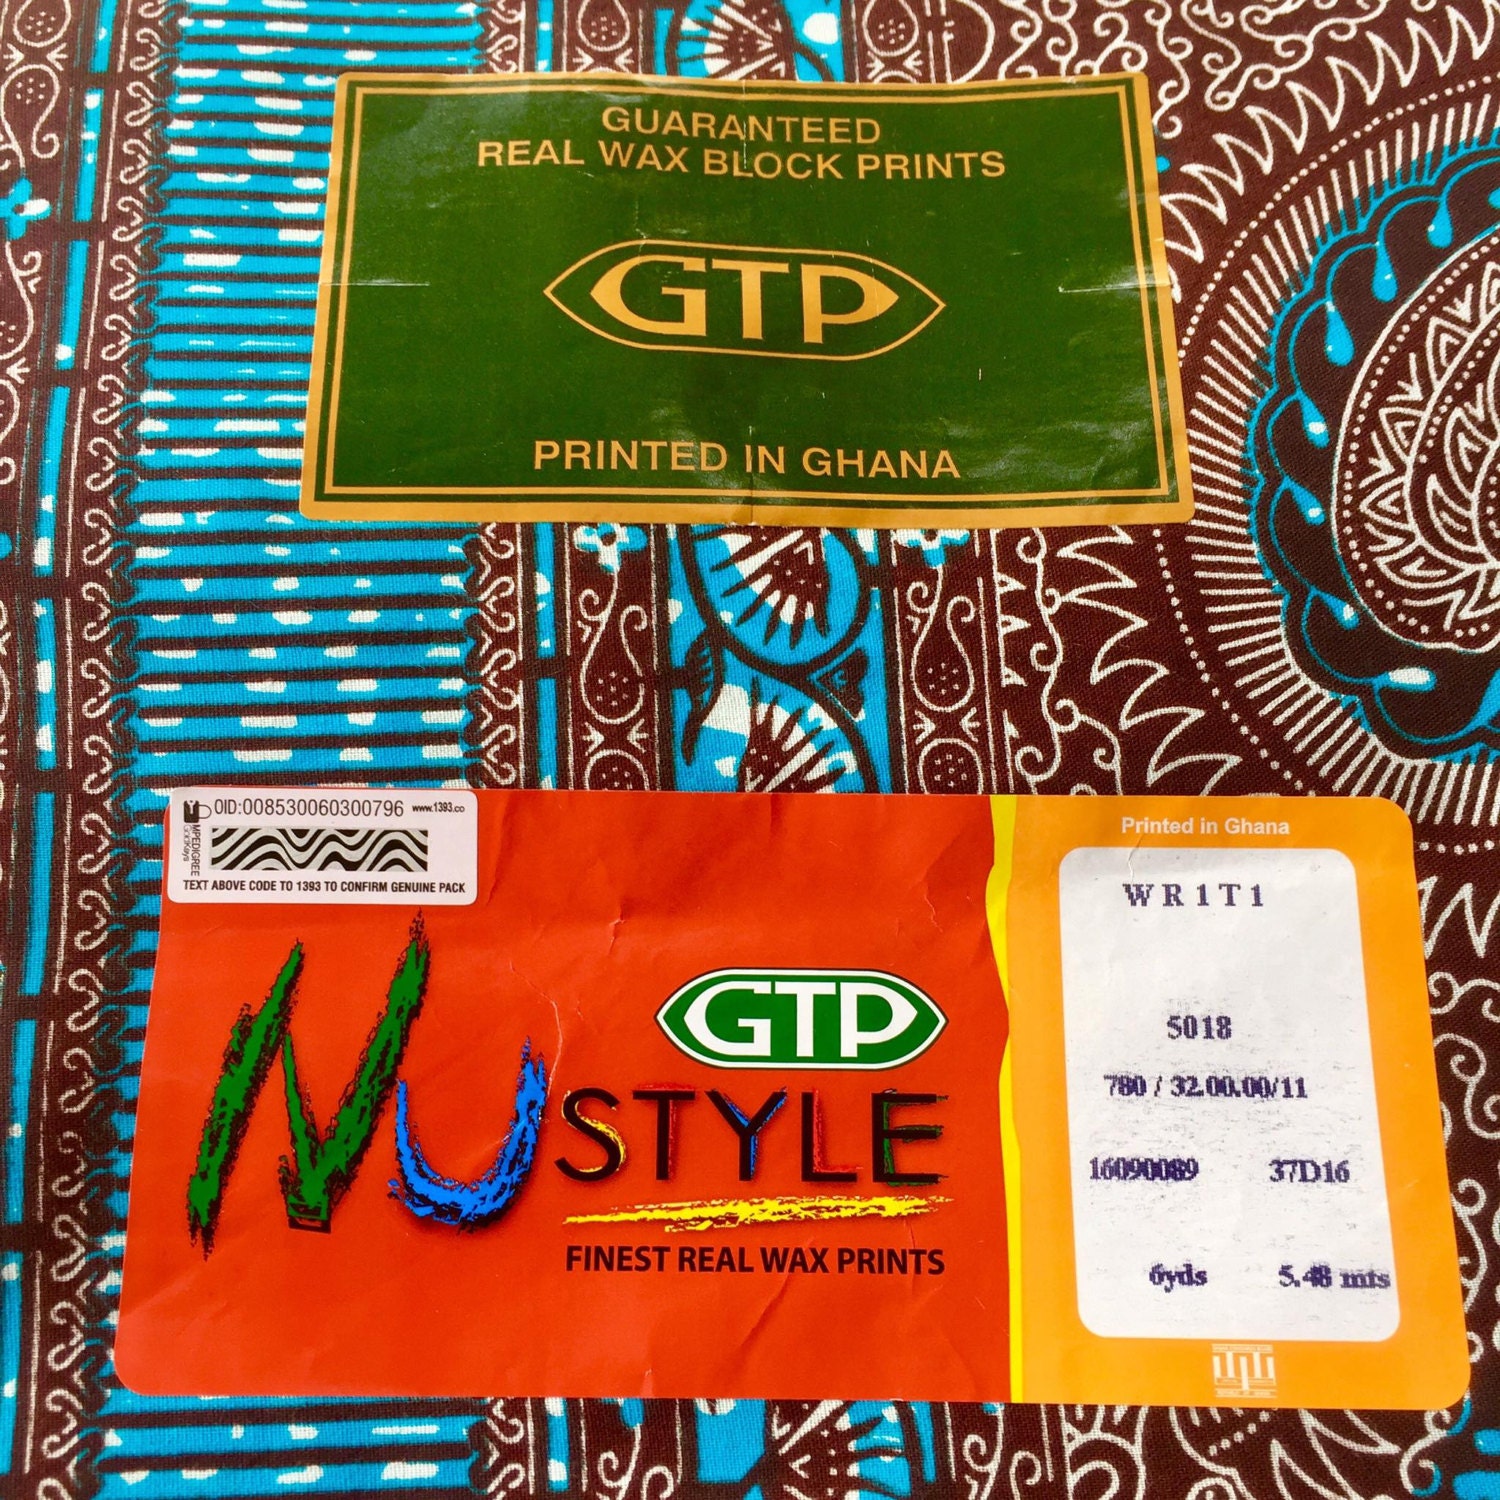 GUARANTEED
REAL WAX BLOCK PRINTS
GTP
PRINTED IN GHANA
OID:008530060300796 www.1393.co
MPEDIGREE
GoldKeys
TEXT ABOVE CODE TO 1393 TO CONFIRM GENUINE PACK
Printed in Ghana
WR1T1
GTP
NU STYLE
FINEST REAL WAX PRINTS
5018
780 / 32.00.00/11
16090089 37D16
6yds 5.48 mts